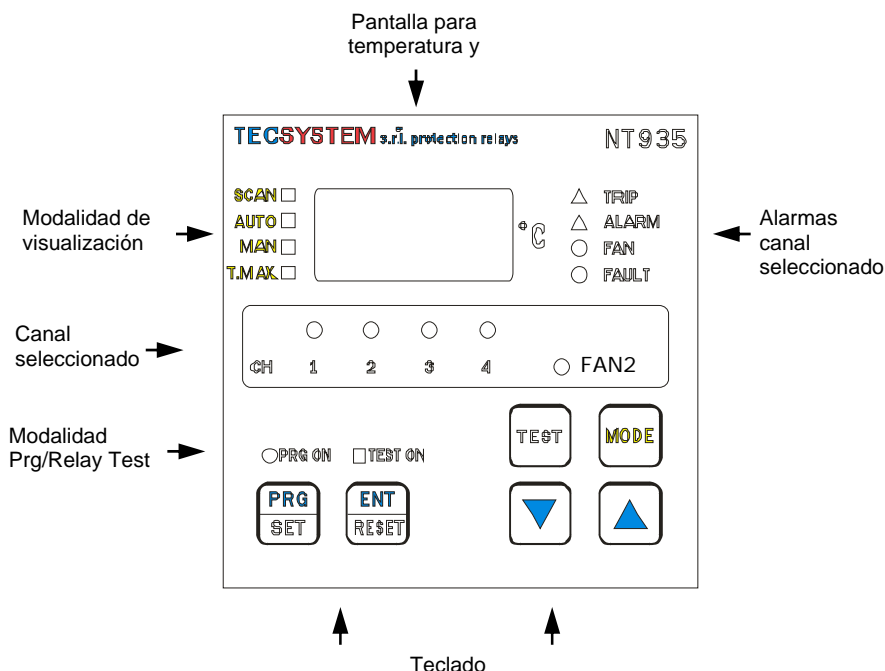 Pantalla para
temperatura y
TECSYSTEM s.r.l. protection relays NT935
SCAN
AUTO
MAN
T.MAX
°C
TRIP
ALARM
FAN
FAULT
Modalidad de
visualización
Alarmas
canal
seleccionado
Canal
seleccionado
CH 1 2 3 4 FAN2
Modalidad
Prg/Relay Test
PRG ON TEST ON
TEST MODE
PRG
SET
ENT
RESET
Teclado